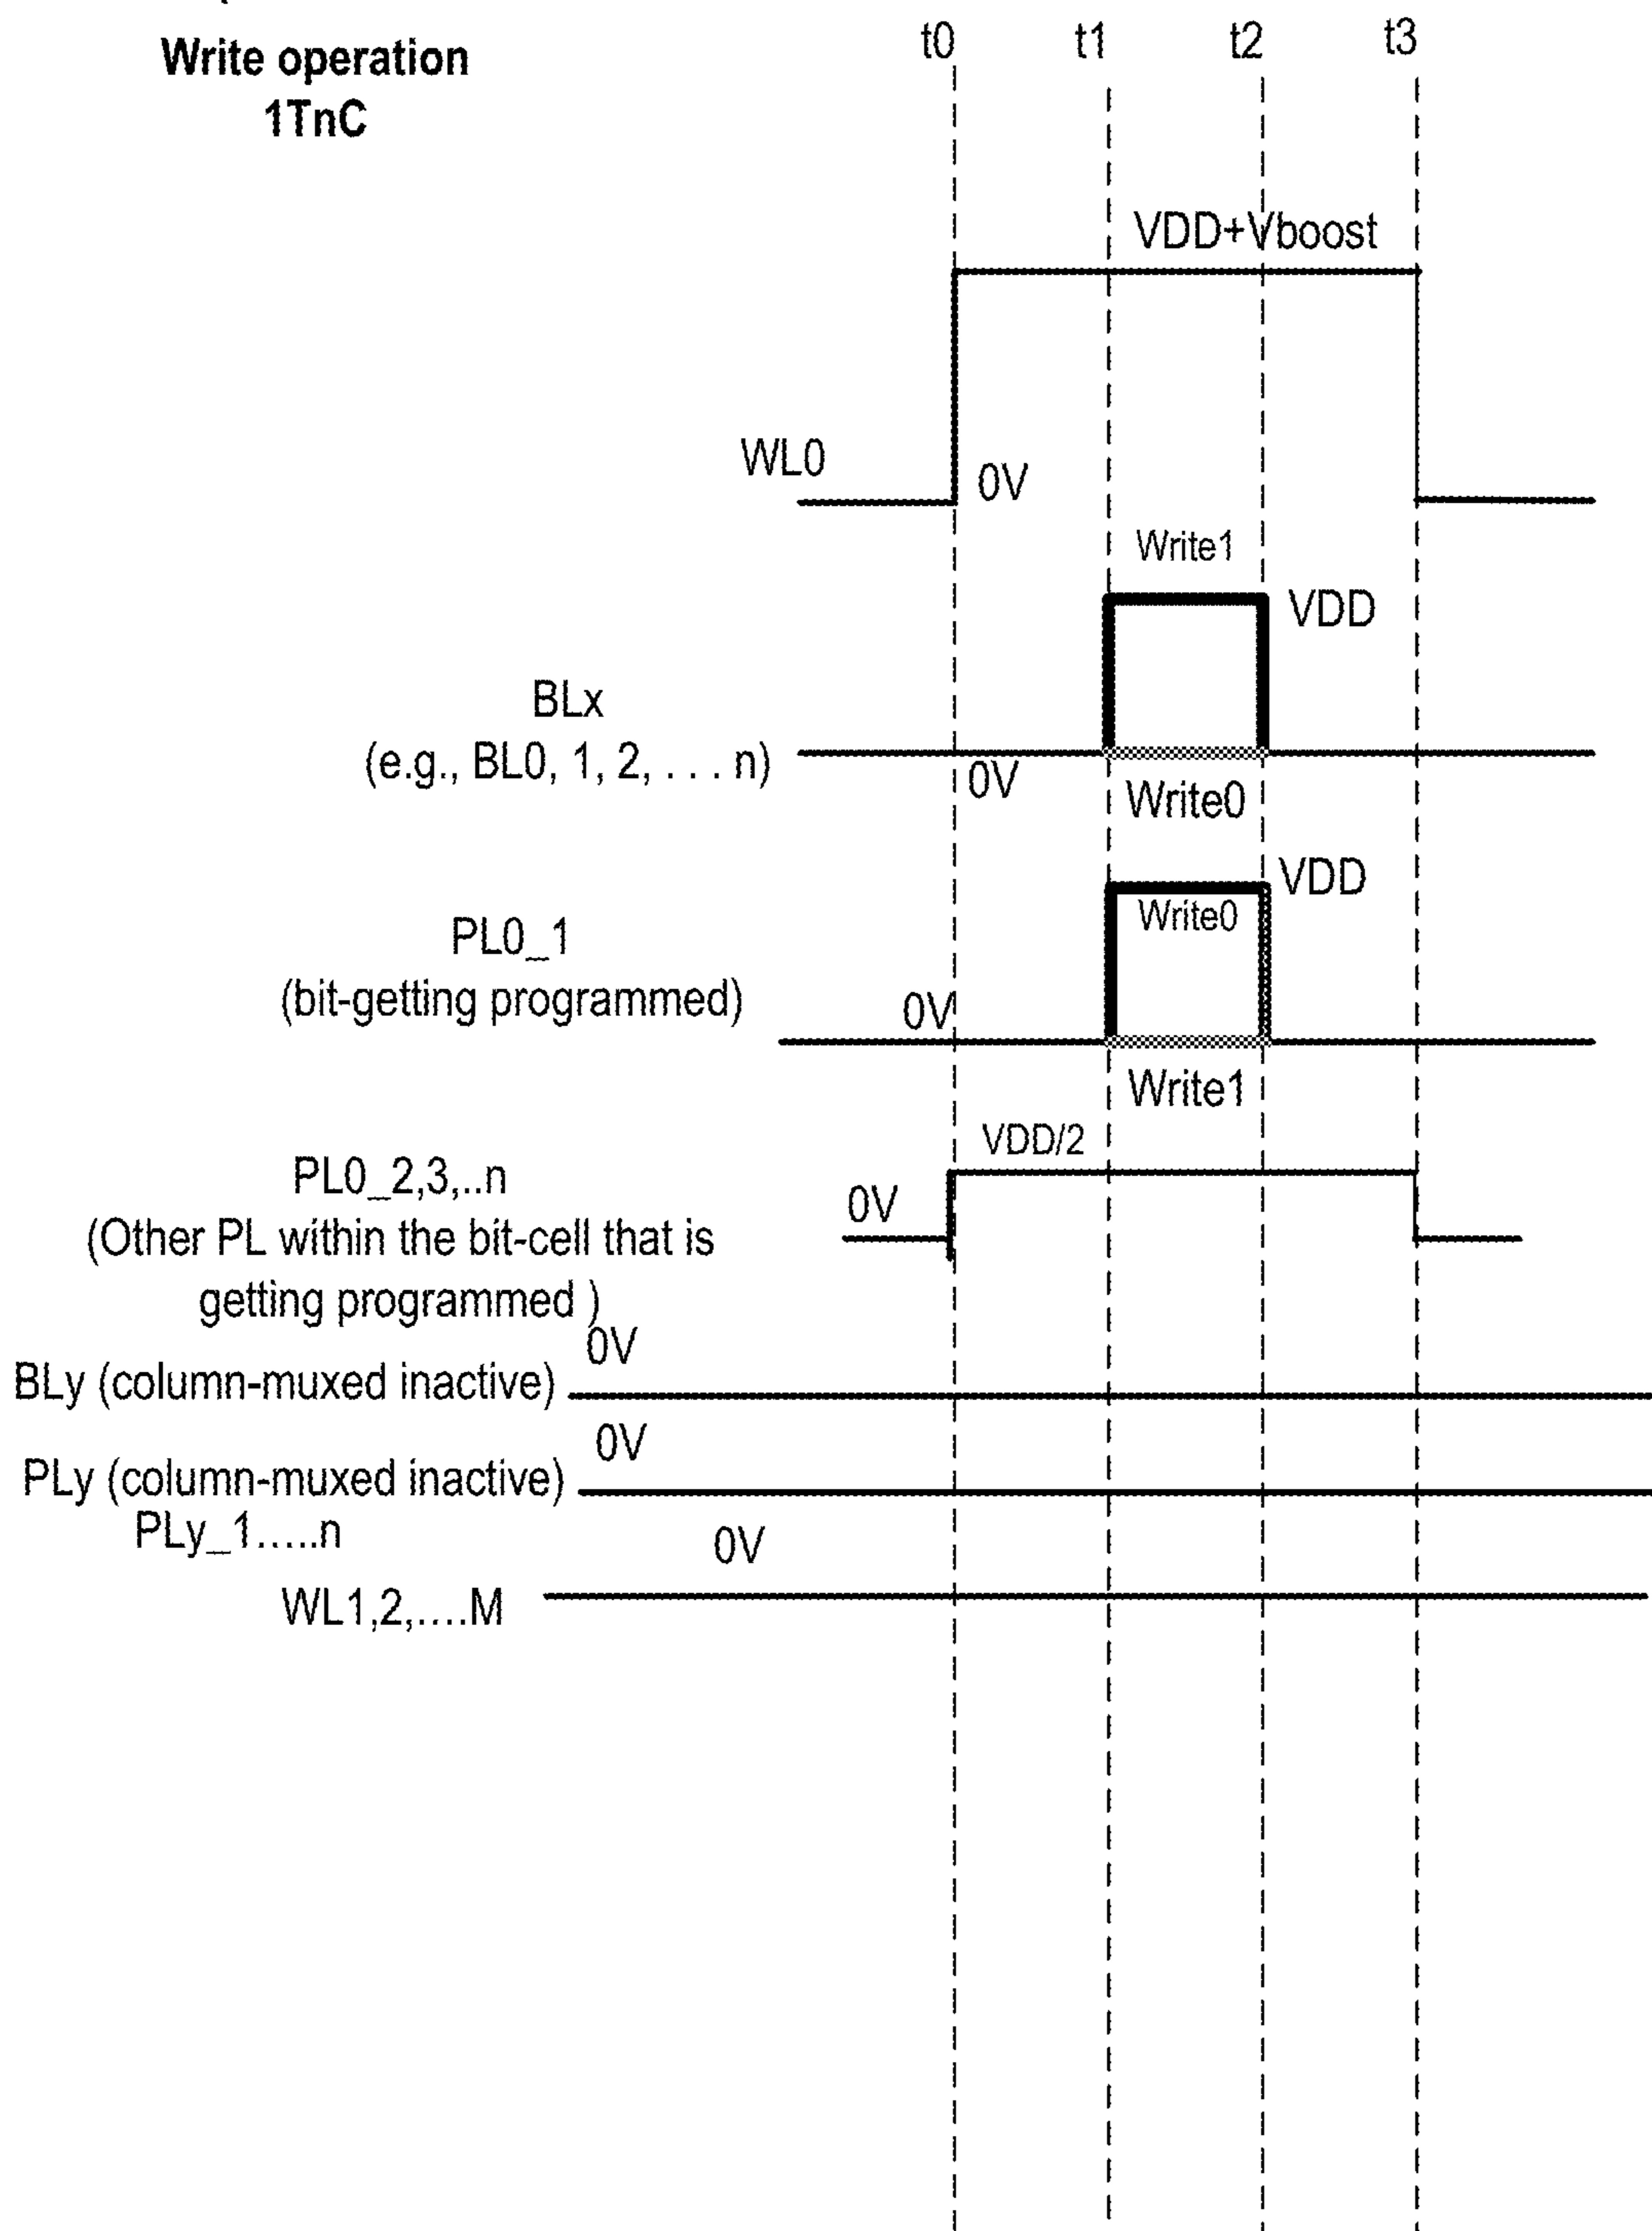 Write operation
1TnC
t0 t1 t2 t3
VDD+Vboost
WL0
0V
Write1
VDD
BLx
(e.g., BL0, 1, 2, . . . n)
0V
Write0
VDD
Write0
PL0_1
(bit-getting programmed)
0V
Write1
VDD/2
PL0_2,3,..n
0V
(Other PL within the bit-cell that is
getting programmed )
0V
BLy (column-muxed inactive)
0V
PLy (column-muxed inactive)
PLy_1.....n
0V
WL1,2,....M